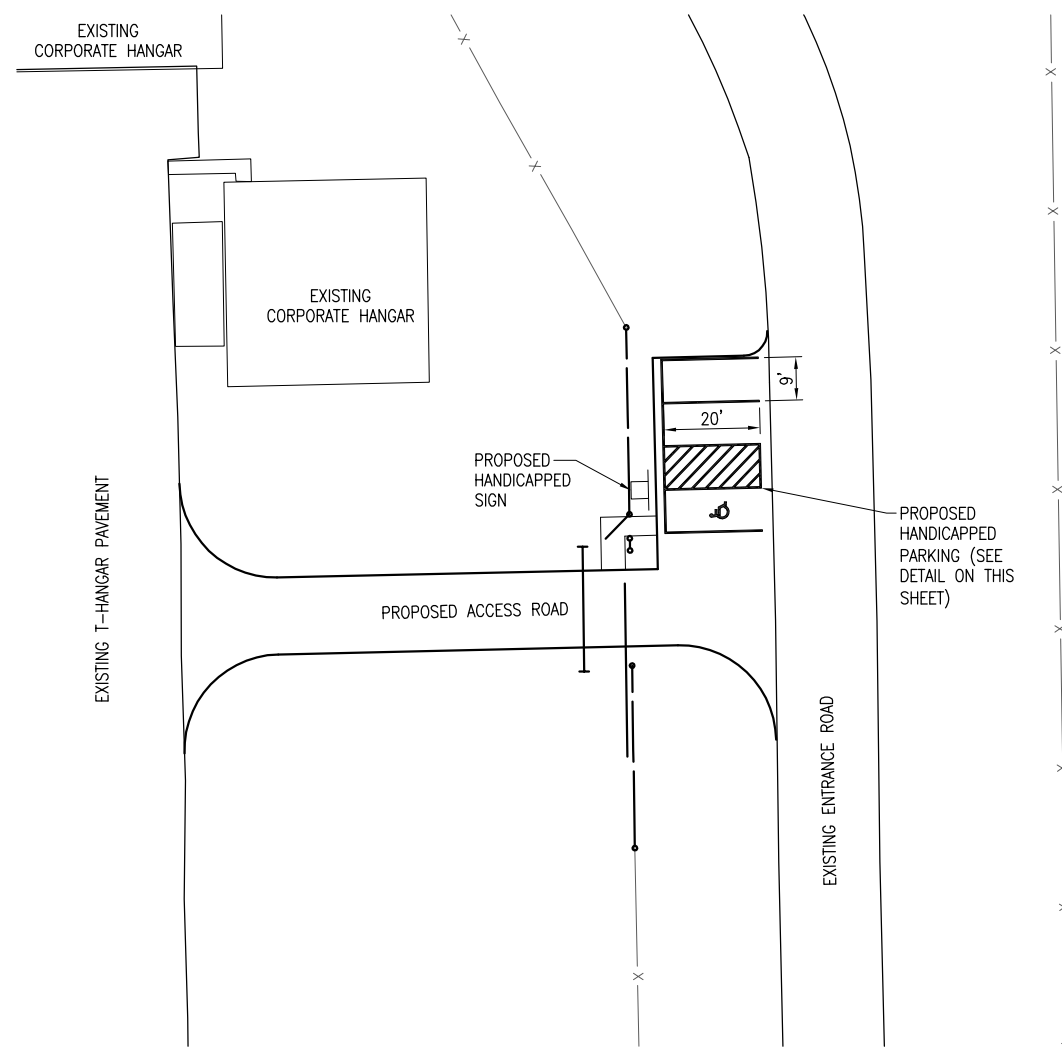 EXISTING
CORPORATE HANGAR
X
X
X
X
X
EXISTING
CORPORATE HANGAR
X
9'
20'
PROPOSED
HANDICAPPED
SIGN
EXISTING T-HANGAR PAVEMENT
PROPOSED
HANDICAPPED
PARKING (SEE
DETAIL ON THIS
SHEET)
PROPOSED ACCESS ROAD
X
EXISTING ENTRANCE ROAD
X
X
X